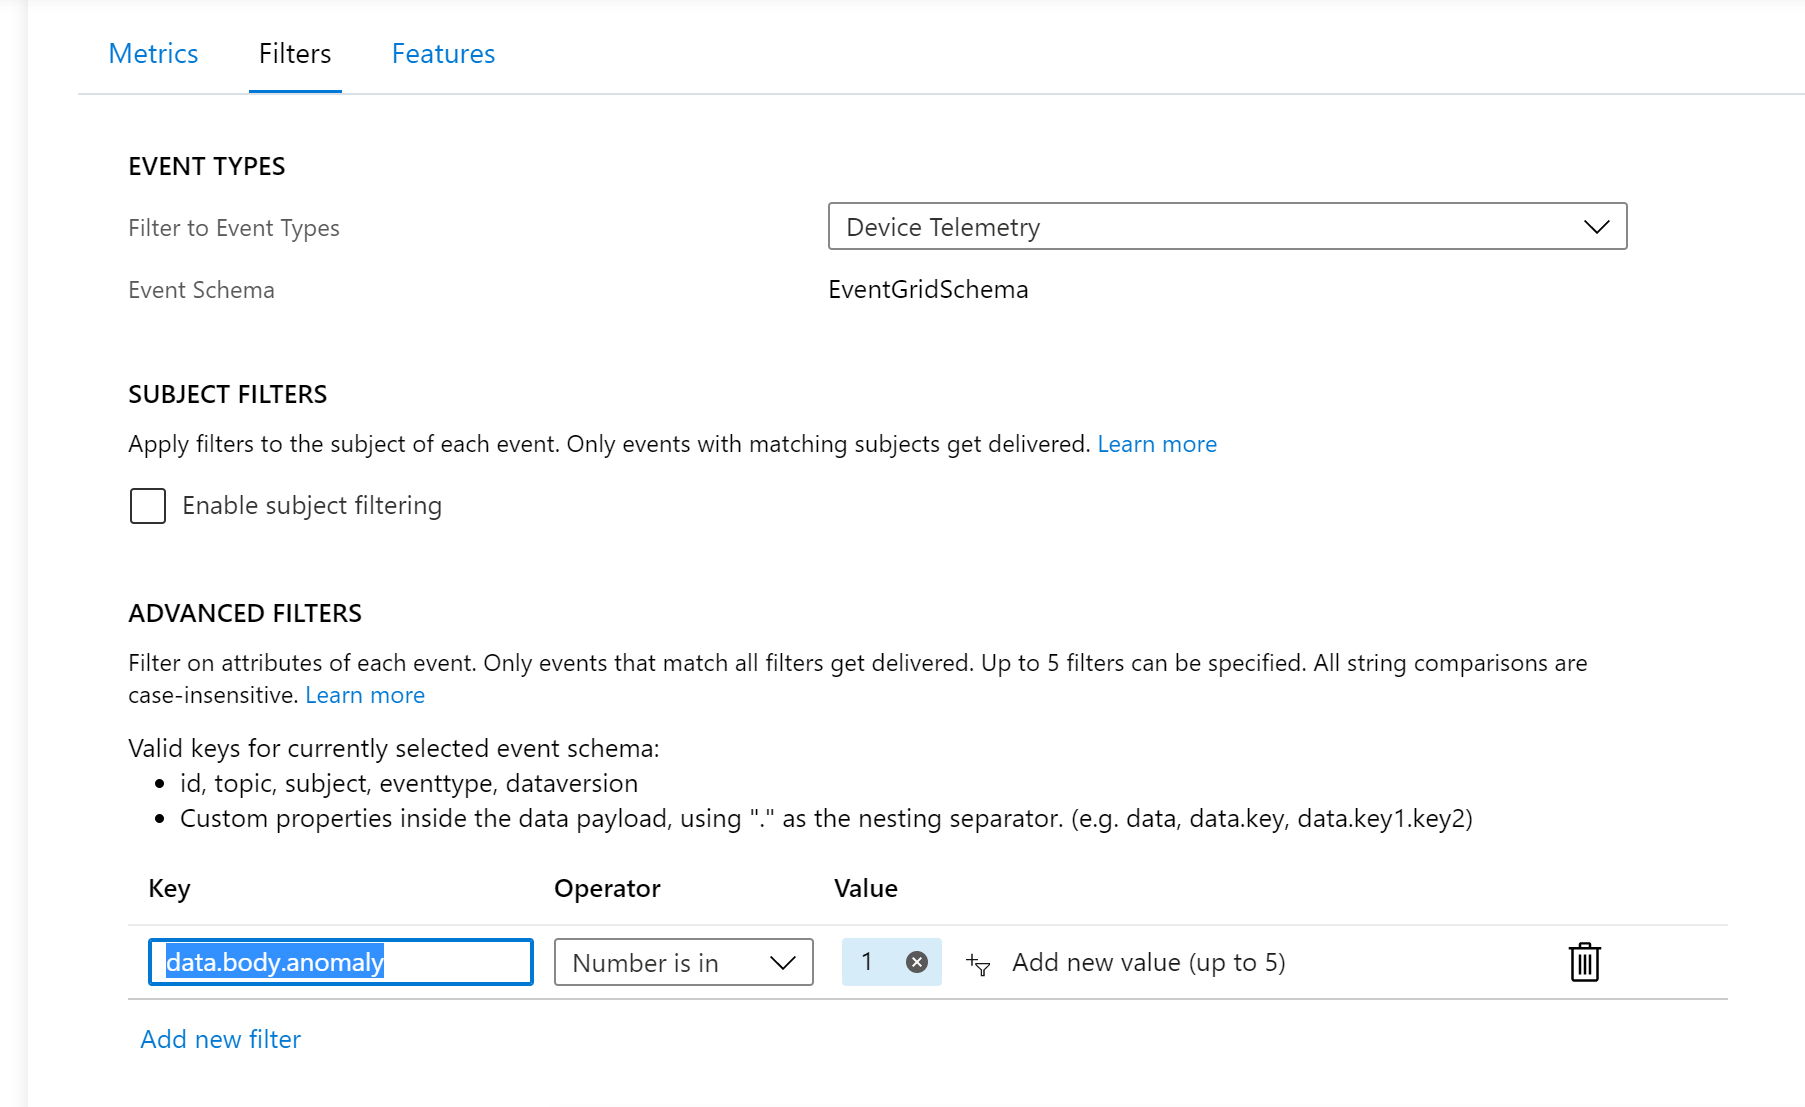 Metrics Filters Features
EVENT TYPES
Filter to Event Types Device Telemetry
Event Schema EventGridSchema
SUBJECT FILTERS
Apply filters to the subject of each event. Only events with matching subjects get delivered. Learn more
Enable subject filtering
ADVANCED FILTERS
Filter on attributes of each event. Only events that match all filters get delivered. Up to 5 filters can be specified. All string comparisons are
case-insensitive. Learn more
Valid keys for currently selected event schema:
• id, topic, subject, eventtype, dataversion
• Custom properties inside the data payload, using "." as the nesting separator. (e.g. data, data.key, data.key1.key2)
Key Operator Value
data.body.anomaly Number is in 1 Add new value (up to 5)
Add new filter